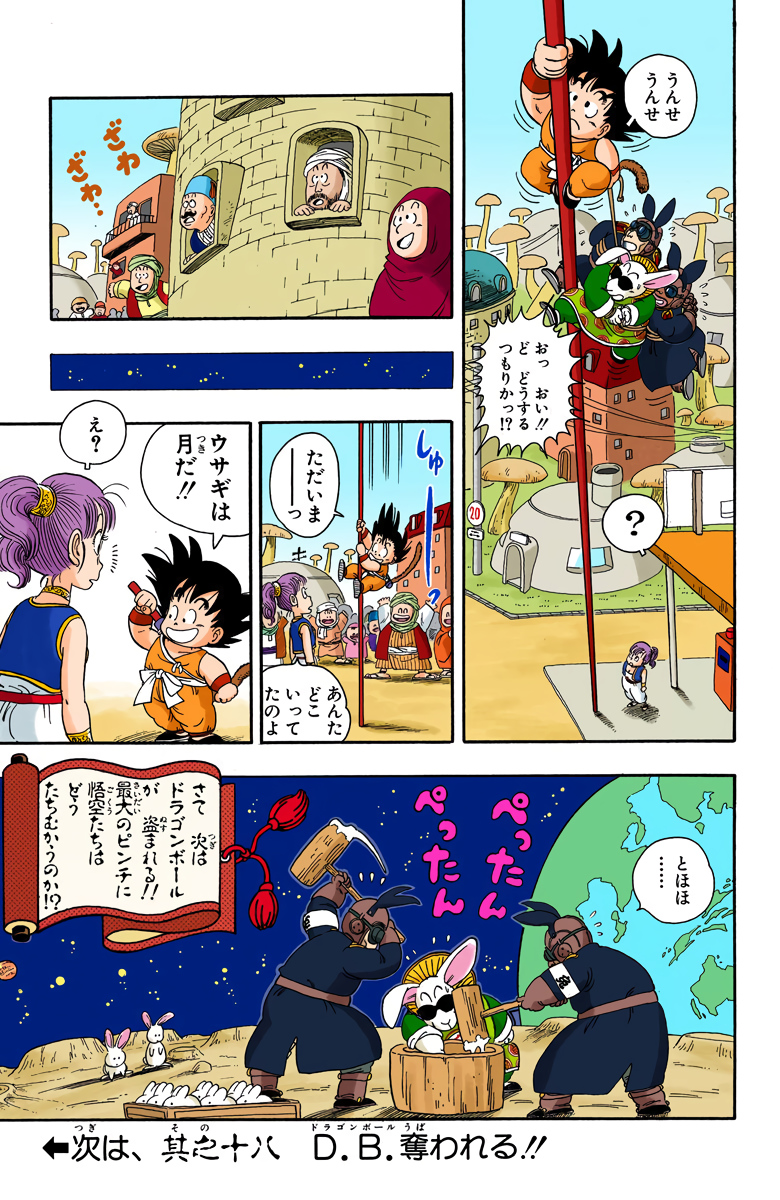 うんせ
うんせ
おっ おい!!
ど どうする
つもりかっ!?
20
?
ざわ
ざわ・
しゅーーっ
ただいま
――っ
あんた
どこ
いって
たのよ
ウサギは
月だ!!
え?
とほほ
……
ぺったん
ぺったん
さて 次は
ドラゴンボール
が 盗まれる!!
最大のピンチに
悟空たちは
どう
たちむかうのか!?
←次は、其之十八 D.B.奪われる!!